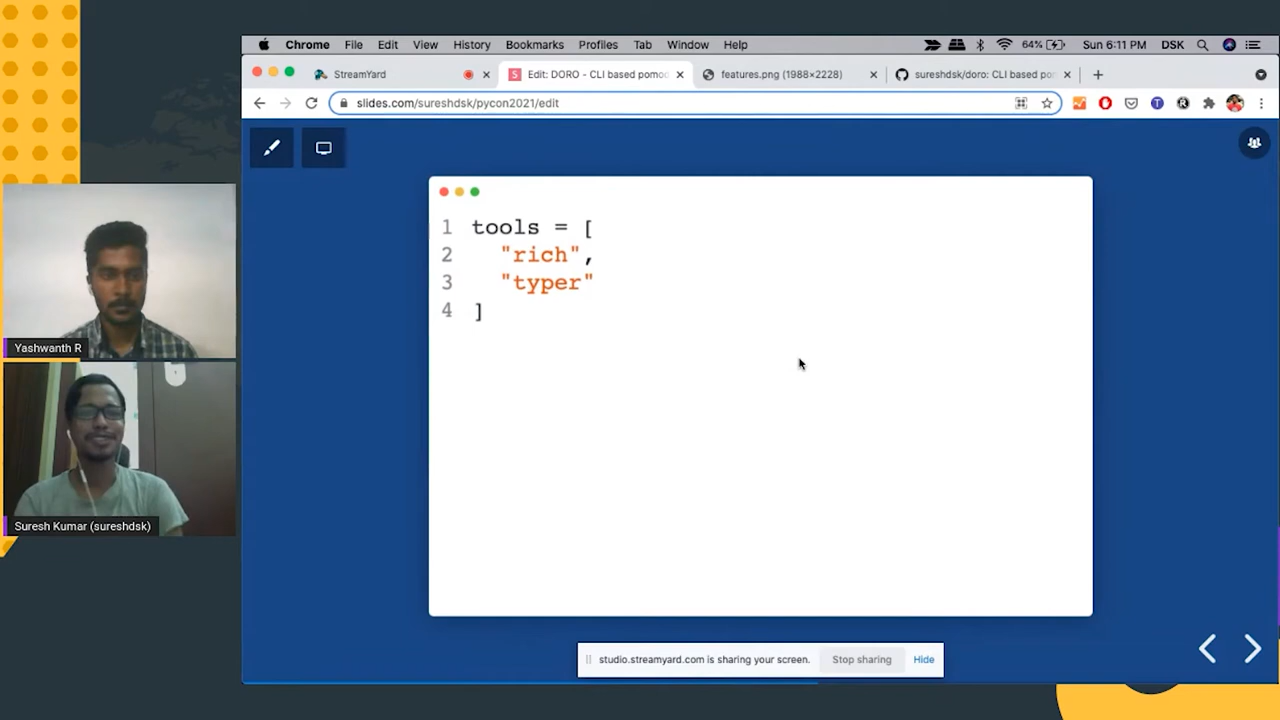 Chrome File Edit View History Bookmarks Profiles Tab Window Help 64% Sun 6:11 PM DSK
StreamYard
Edit: DORO - CLI based pomod
features.png (1988×2228)
sureshdsk/doro: CLI based po
slides.com/sureshdsk/pycon2021/edit
1 tools = [
2 "rich",
3 "typer"
4 ]
Yashwanth R
Suresh Kumar (sureshdsk)
studio.streamyard.com is sharing your screen. Stop sharing Hide